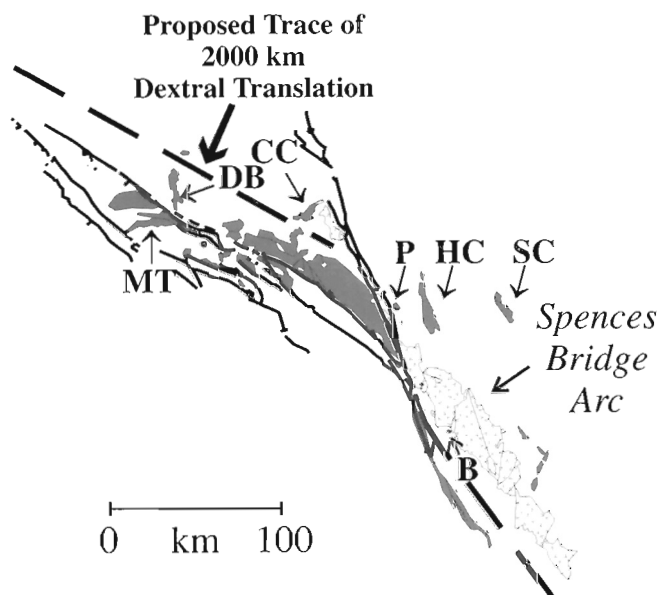 Proposed Trace of
2000 km
Dextral Translation
CC
DB
MT
P HC SC
Spences
Bridge
Arc
B
0 km 100